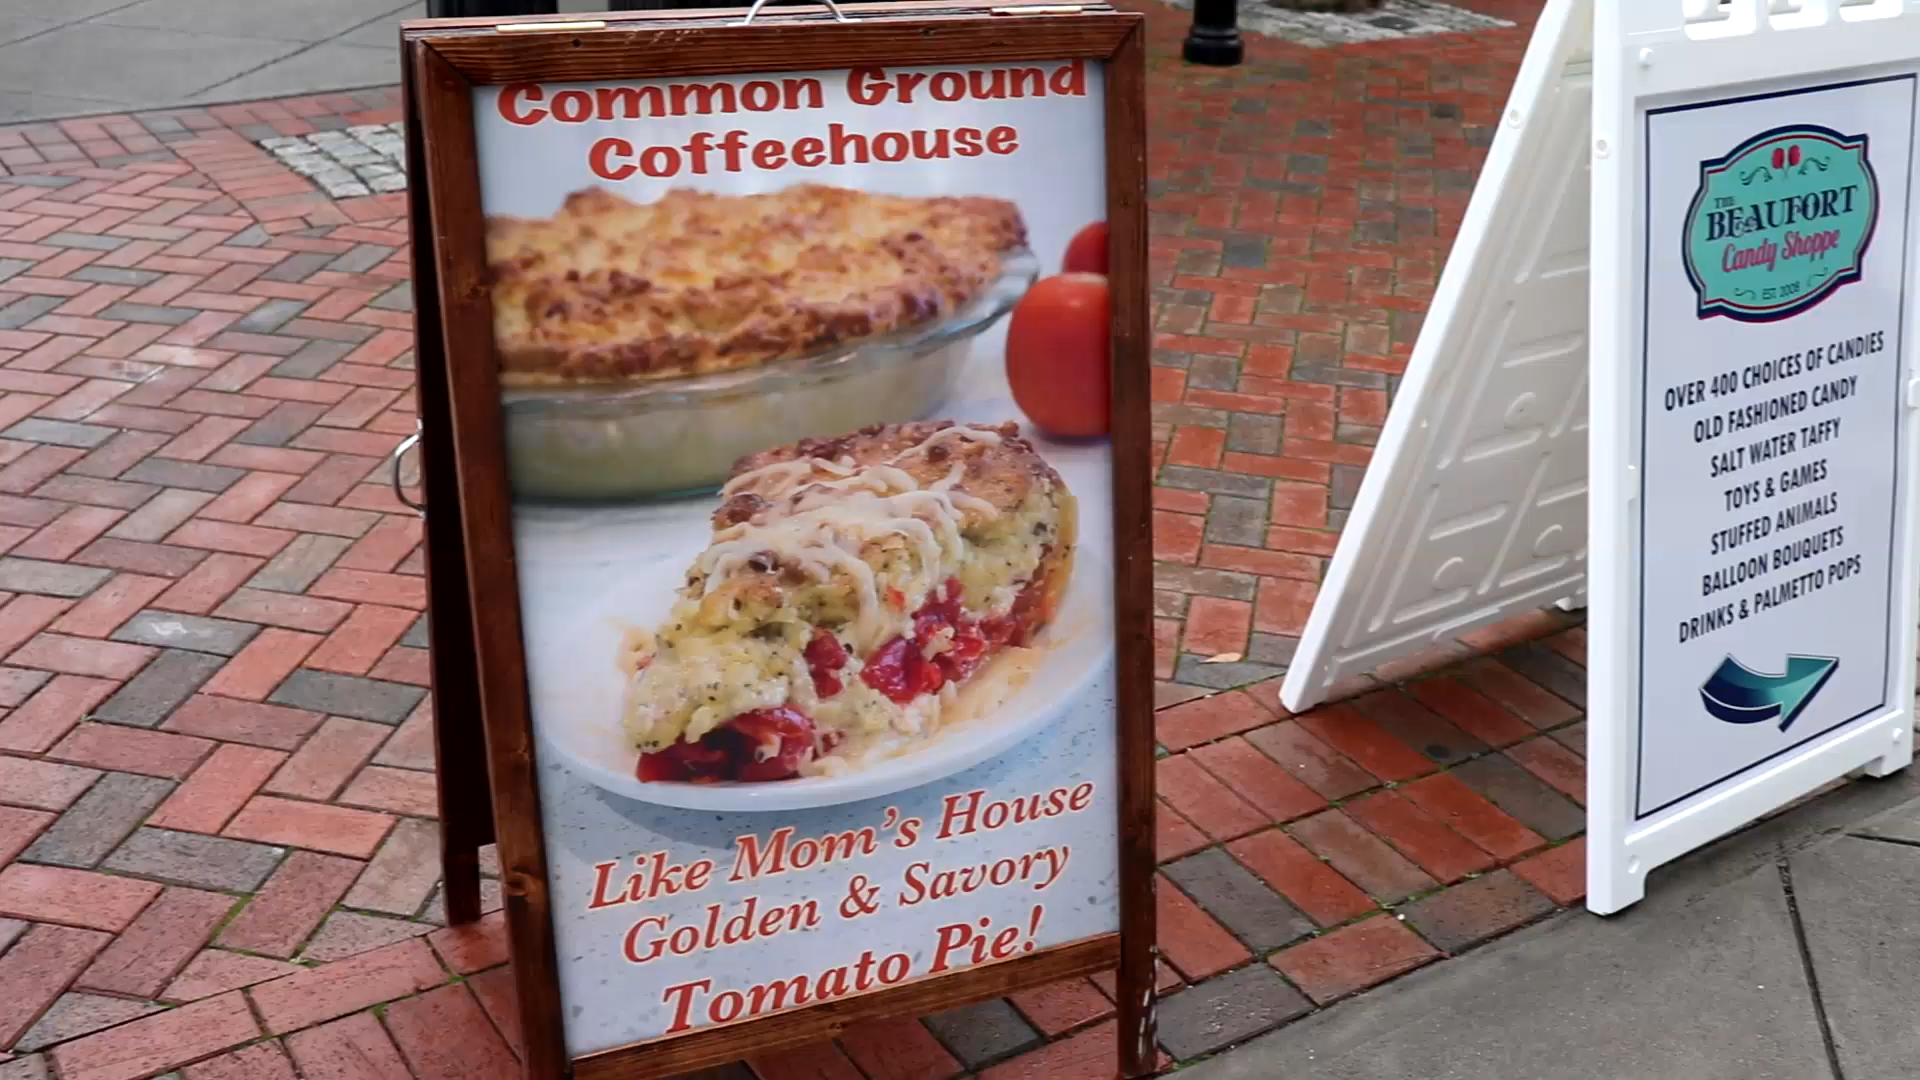 Common Ground
Coffeehouse
Like Mom's House
Golden & Savory
Tomato Pie!
THE
BEAUFORT
Candy Shoppe
EST. 2008
OVER 400 CHOICES OF CANDIES
OLD FASHIONED CANDY
SALT WATER TAFFY
TOYS & GAMES
STUFFED ANIMALS
BALLOON BOUQUETS
DRINKS & PALMETTO POPS